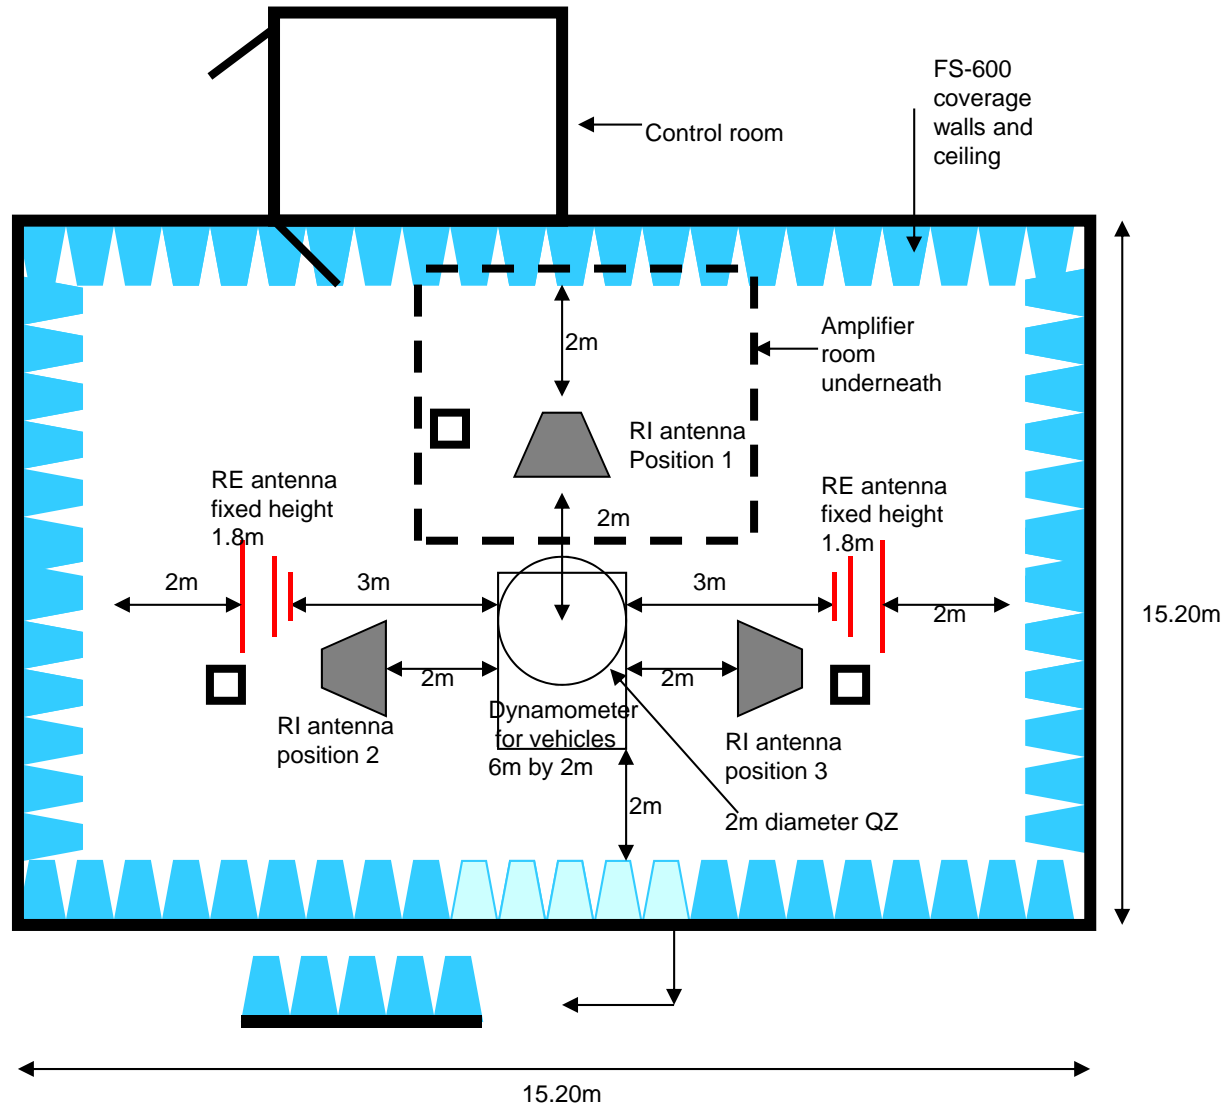 FS-600
coverage
walls and
ceiling
Control room
2m
Amplifier
room
underneath
RI antenna
Position 1
RE antenna
fixed height
1.8m
RE antenna
fixed height
1.8m
2m
2m
3m
3m
2m
15.20m
2m
2m
Dynamometer
for vehicles
6m by 2m
RI antenna
position 2
RI antenna
position 3
2m
2m diameter QZ
15.20m